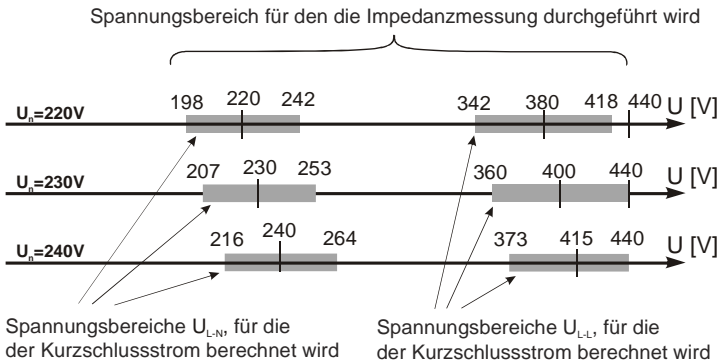 Spannungsbereich für den die Impedanzmessung durchgeführt wird
198 220 242 342 380 418 440 U [V]
Un=220V
207 230 253 360 400 440 U [V]
Un=230V
216 240 264 373 415 440 U [V]
Un=240V
Spannungsbereiche UL-N, für die
der Kurzschlussstrom berechnet wird
Spannungsbereiche UL-L, für die
der Kurzschlussstrom berechnet wird